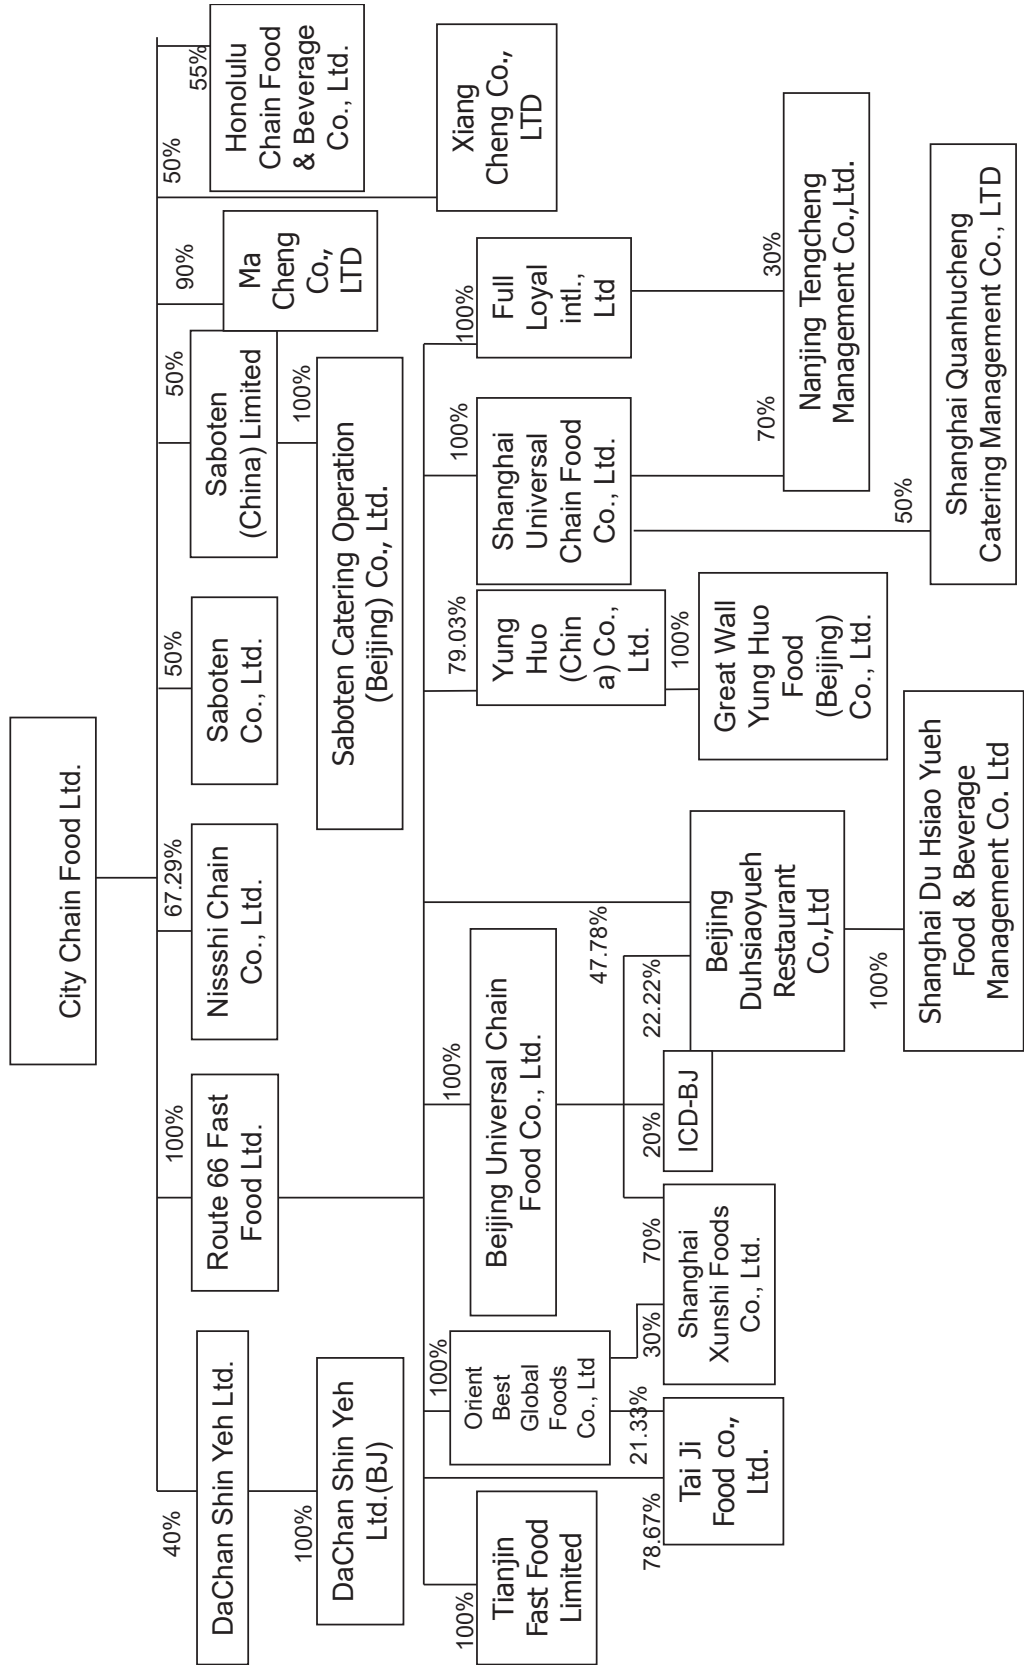 City Chain Food Ltd.
40%
100%
67.29%
50%
50%
90%
50%
55%
DaChan Shin Yeh Ltd.
Route 66 Fast
Food Ltd.
Nissshi Chain
Co., Ltd.
Saboten
Co., Ltd.
Saboten
(China) Limited
Ma
Cheng
Co.,
LTD
Honolulu
Chain Food
& Beverage
Co., Ltd.
100%
DaChan Shin Yeh
Ltd.(BJ)
100%
Saboten Catering Operation
(Beijing) Co., Ltd.
Xiang
Cheng Co.,
LTD
100%
100%
100%
79.03%
100%
100%
Tianjin
Fast Food
Limited
Orient
Best
Global
Foods
Co., Ltd
Beijing Universal Chain
Food Co., Ltd.
Yung
Huo
(Chin
a) Co.,
Ltd.
Shanghai
Universal
Chain Food
Co., Ltd.
Full
Loyal
intl.,
Ltd
78.67%
21.33%
30%
70%
20%
22.22%
47.78%
100%
70%
30%
Tai Ji
Food co.,
Ltd.
Shanghai
Xunshi Foods
Co., Ltd.
ICD-BJ
Beijing
Duhsiaoyueh
Restaurant
Co.,Ltd
Great Wall
Yung Huo
Food
(Beijing)
Co., Ltd.
Nanjing Tengcheng
Management Co.,Ltd.
100%
50%
Shanghai Du Hsiao Yueh
Food & Beverage
Management Co. Ltd
Shanghai Quanhucheng
Catering Management Co., LTD